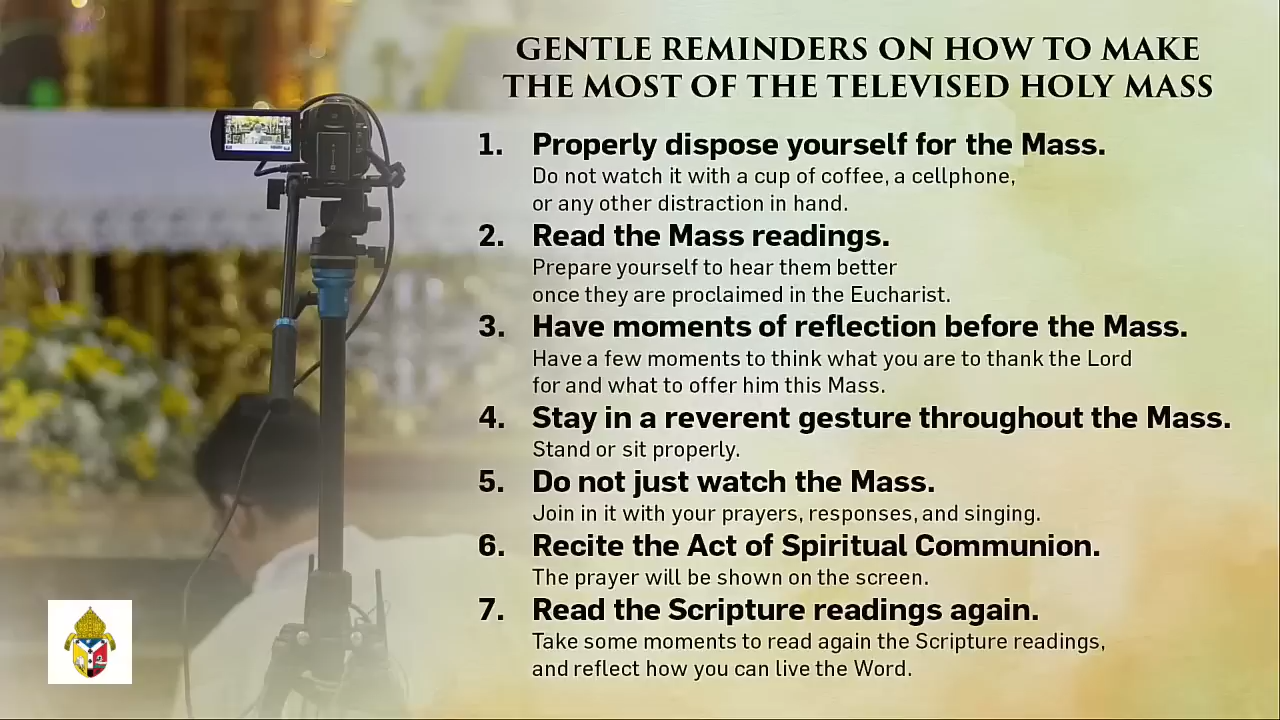 GENTLE REMINDERS ON HOW TO MAKE
THE MOST OF THE TELEVISED HOLY MASS
1. Properly dispose yourself for the Mass.
Do not watch it with a cup of coffee, a cellphone,
or any other distraction in hand.
2. Read the Mass readings.
Prepare yourself to hear them better
once they are proclaimed in the Eucharist.
3. Have moments of reflection before the Mass.
Have a few moments to think what you are to thank the Lord
for and what to offer him this Mass.
4. Stay in a reverent gesture throughout the Mass.
Stand or sit properly.
5. Do not just watch the Mass.
Join in it with your prayers, responses, and singing.
6. Recite the Act of Spiritual Communion.
The prayer will be shown on the screen.
7. Read the Scripture readings again.
Take some moments to read again the Scripture readings,
and reflect how you can live the Word.